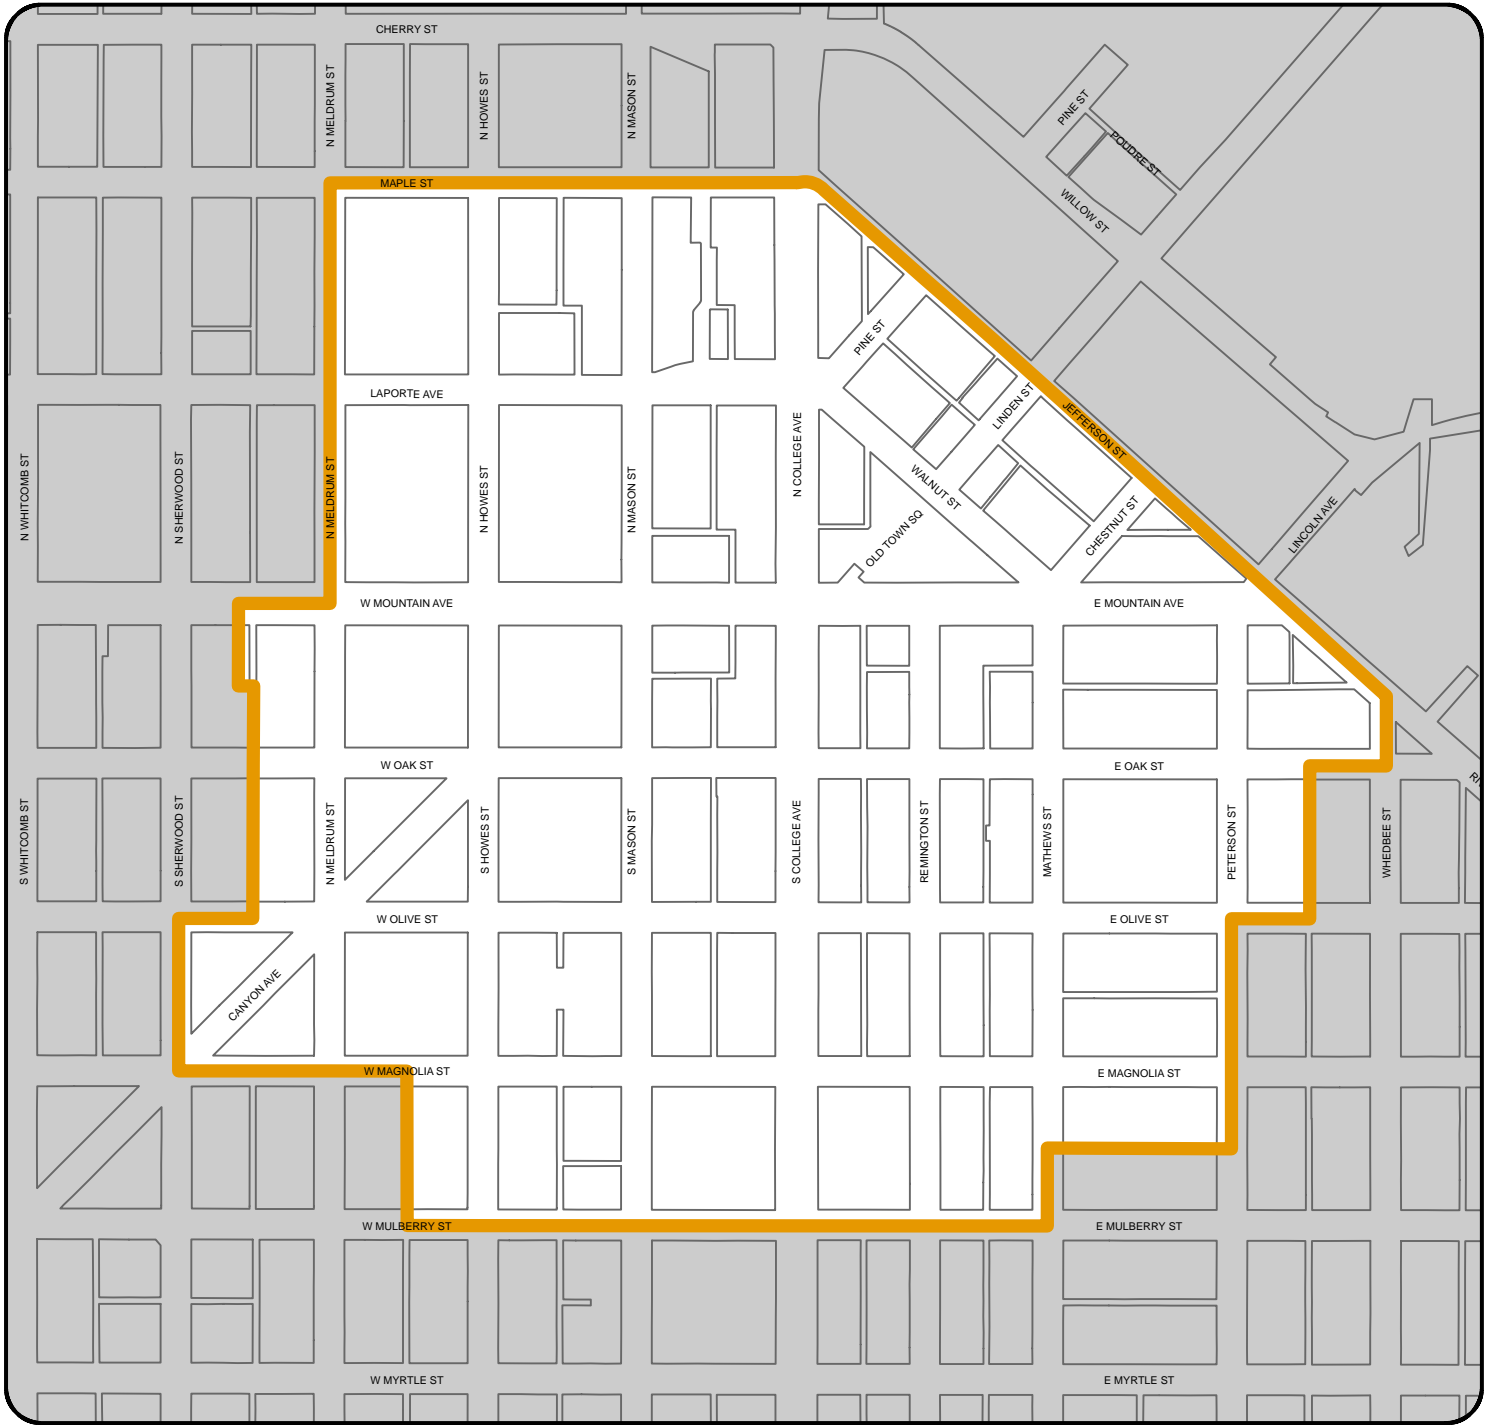 CHERRY ST
N MELDRUM ST
N HOWES ST
N MASON ST
PINE ST
POUDRE ST
WILLOW ST
MAPLE ST
PINE ST
LAPORTE AVE
LINDEN ST
JEFFERSON ST
N WHITCOMB ST
N SHERWOOD ST
N MELDRUM ST
N HOWES ST
N MASON ST
N COLLEGE AVE
WALNUT ST
OLD TOWN SQ
CHESTNUT ST
LINCOLN AVE
W MOUNTAIN AVE
E MOUNTAIN AVE
W OAK ST
E OAK ST
S WHITCOMB ST
S SHERWOOD ST
N MELDRUM ST
S HOWES ST
S MASON ST
S COLLEGE AVE
REMINGTON ST
MATHEWS ST
PETERSON ST
WHEDBEE ST
W OLIVE ST
E OLIVE ST
CANYON AVE
W MAGNOLIA ST
E MAGNOLIA ST
W MULBERRY ST
E MULBERRY ST
W MYRTLE ST
E MYRTLE ST